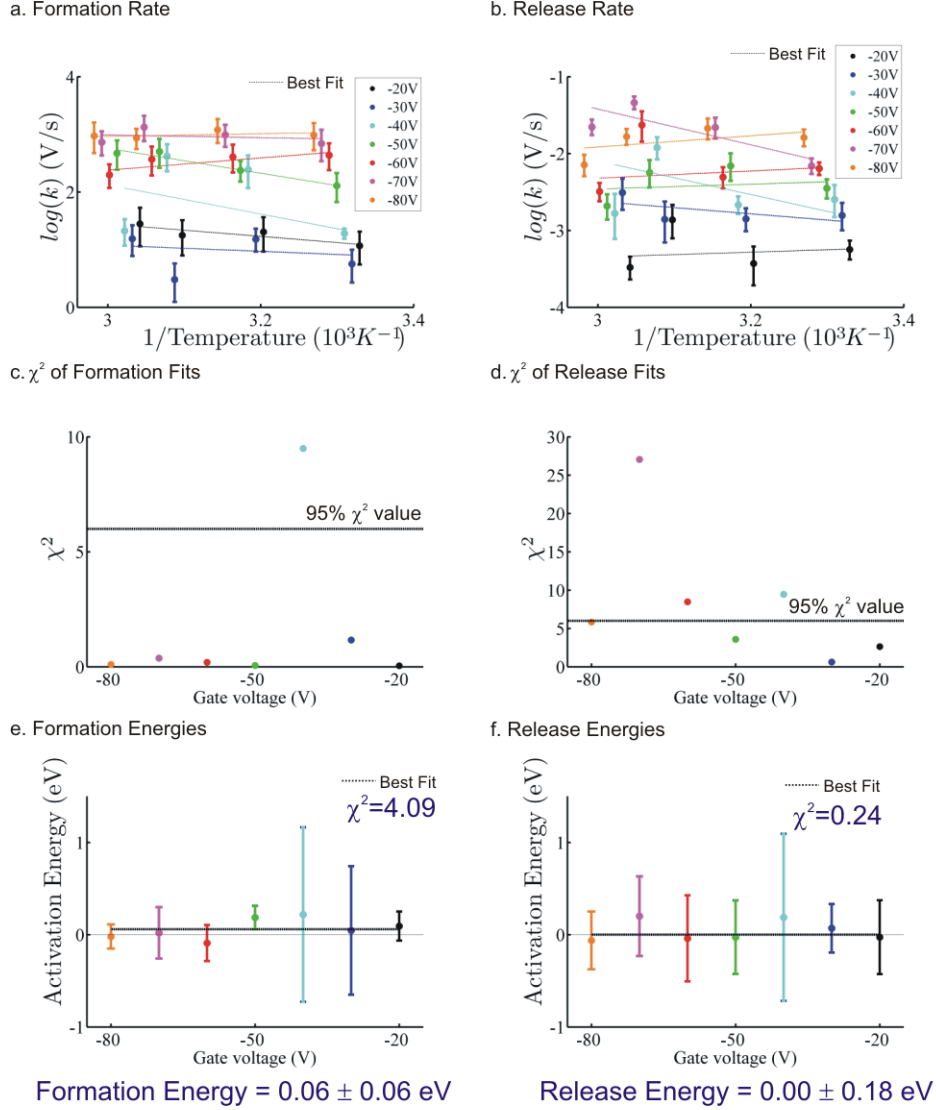 a. Formation Rate
b. Release Rate
Best Fit
-20V
-30V
-40V
-50V
-60V
-70V
-80V
log(k) (V/s)
4
2
0
3
3.2
3.4
1/Temperature (10³K⁻¹)
Best Fit
-20V
-30V
-40V
-50V
-60V
-70V
-80V
log(k) (V/s)
-1
-2
-3
-4
3
3.2
3.4
1/Temperature (10³K⁻¹)
c. χ² of Formation Fits
d. χ² of Release Fits
χ²
10
5
0
95% χ² value
-80
-50
-20
Gate voltage (V)
χ²
30
25
20
15
10
5
0
95% χ² value
-80
-50
-20
Gate voltage (V)
e. Formation Energies
f. Release Energies
Activation Energy (eV)
Best Fit
χ²=4.09
1
0
-1
-80
-50
-20
Gate voltage (V)
Activation Energy (eV)
Best Fit
χ²=0.24
1
0
-1
-80
-50
-20
Gate voltage (V)
Formation Energy = 0.06 ± 0.06 eV
Release Energy = 0.00 ± 0.18 eV